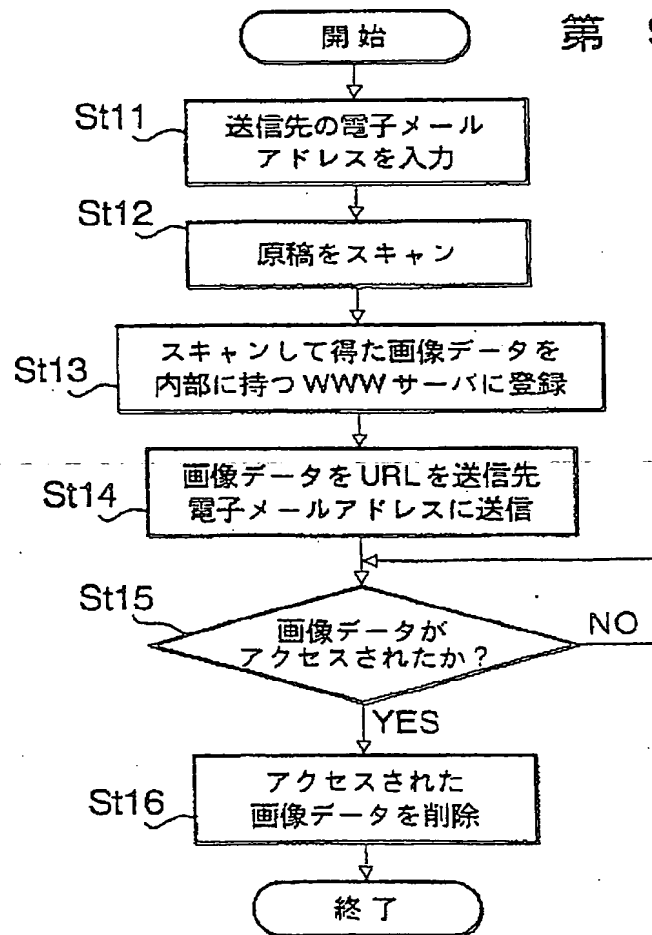 第
開始
St11
送信先の電子メール
アドレスを入力
St12
原稿をスキャン
St13
スキャンして得た画像データを
内部に持つWWWサーバに登録
St14
画像データをURLを送信先
電子メールアドレスに送信
St15
画像データが
アクセスされたか?
NO
YES
St16
アクセスされた
画像データを削除
終了